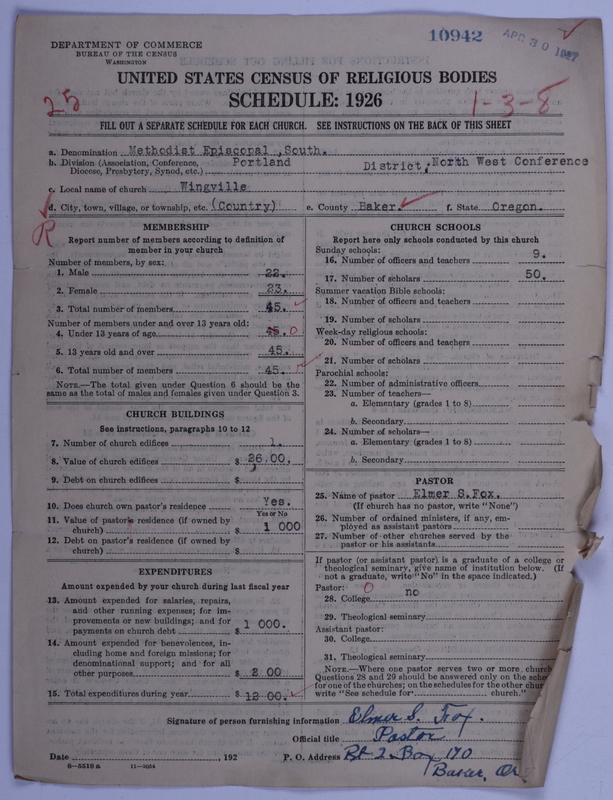 DEPARTMENT OF COMMERCE
BUREAU OF THE CENSUS
WASHINGTON
10942
APR 30 1927
UNITED STATES CENSUS OF RELIGIOUS BODIES
SCHEDULE: 1926
25
1-3-8
FILL OUT A SEPARATE SCHEDULE FOR EACH CHURCH. SEE INSTRUCTIONS ON THE BACK OF THIS SHEET
a. Denomination Methodist Episcopal ,South.
b. Division (Association, Conference, Diocese, Presbytery, Synod, etc.) Portland District; North West Conference
c. Local name of church Wingville
d. City, town, village, or township, etc. (Country) e. County Baker. f. State Oregon.
R
MEMBERSHIP
Report number of members according to definition of
member in your church
Number of members, by sex:
1. Male 22.
2. Female 23.
3. Total number of members 45.
Number of members under and over 13 years old:
4. Under 13 years of age 0
5. 13 years old and over 45.
6. Total number of members 45.
NOTE.—The total given under Question 6 should be the
same as the total of males and females given under Question 3.
CHURCH BUILDINGS
See instructions, paragraphs 10 to 12
7. Number of church edifices 1.
8. Value of church edifices $ 26,00.
9. Debt on church edifices $
10. Does church own pastor's residence Yes.
Yes or No
11. Value of pastor's residence (if owned by
church) $ 1 000
12. Debt on pastor's residence (if owned by
church) $
EXPENDITURES
Amount expended by your church during last fiscal year
13. Amount expended for salaries, repairs,
and other running expenses; for im-
provements or new buildings; and for
payments on church debt $ 1 000.
14. Amount expended for benevolences, in-
cluding home and foreign missions; for
denominational support; and for all
other purposes $ 2 00
15. Total expenditures during year $ 12 00.
CHURCH SCHOOLS
Report here only schools conducted by this church
Sunday schools:
16. Number of officers and teachers 9.
17. Number of scholars 50.
Summer vacation Bible schools:
18. Number of officers and teachers
19. Number of scholars
Week-day religious schools:
20. Number of officers and teachers
21. Number of scholars
Parochial schools:
22. Number of administrative officers
23. Number of teachers—
a. Elementary (grades 1 to 8)
b. Secondary
24. Number of scholars—
a. Elementary (grades 1 to 8)
b. Secondary
PASTOR
25. Name of pastor Elmer S.Fox.
(If church has no pastor, write "None")
26. Number of ordained ministers, if any, em-
ployed as assistant pastors
27. Number of other churches served by the
pastor or his assistants
If pastor (or assistant pastor) is a graduate of a college or
theological seminary, give name of institution below. (If
not a graduate, write "No" in the space indicated.)
Pastor: 0
28. College no
29. Theological seminary
Assistant pastor:
30. College
31. Theological seminary
NOTE.—Where one pastor serves two or more church
Questions 28 and 29 should be answered only on the sche
for one of the churches; on the schedules for the other chur
write "See schedule for church."
Signature of person furnishing information Elmer S. Fox.
Official title Pastor
Date , 192 P. O. Address Rt 2. Box 170
Baker, Or
8—5519 a 11—9054